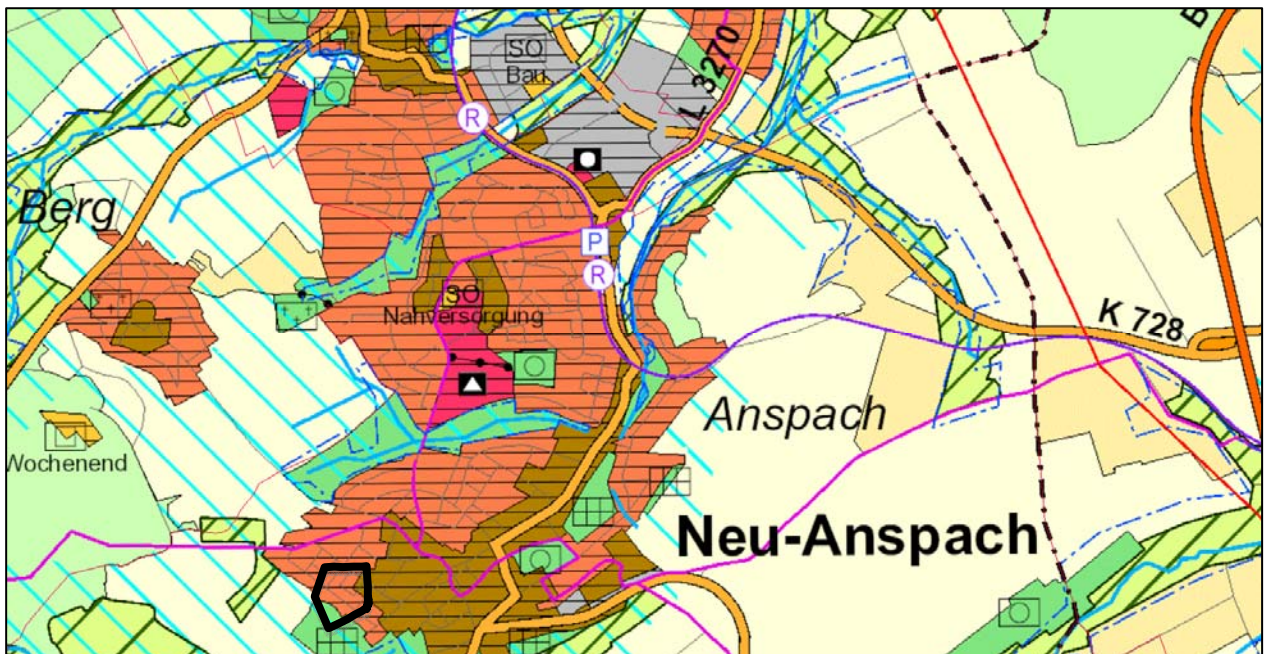 SO
Bau
L 3270
B
R
Berg
P
R
SO
Nahversorgung
K 728
Anspach
Wochenend
Neu-Anspach